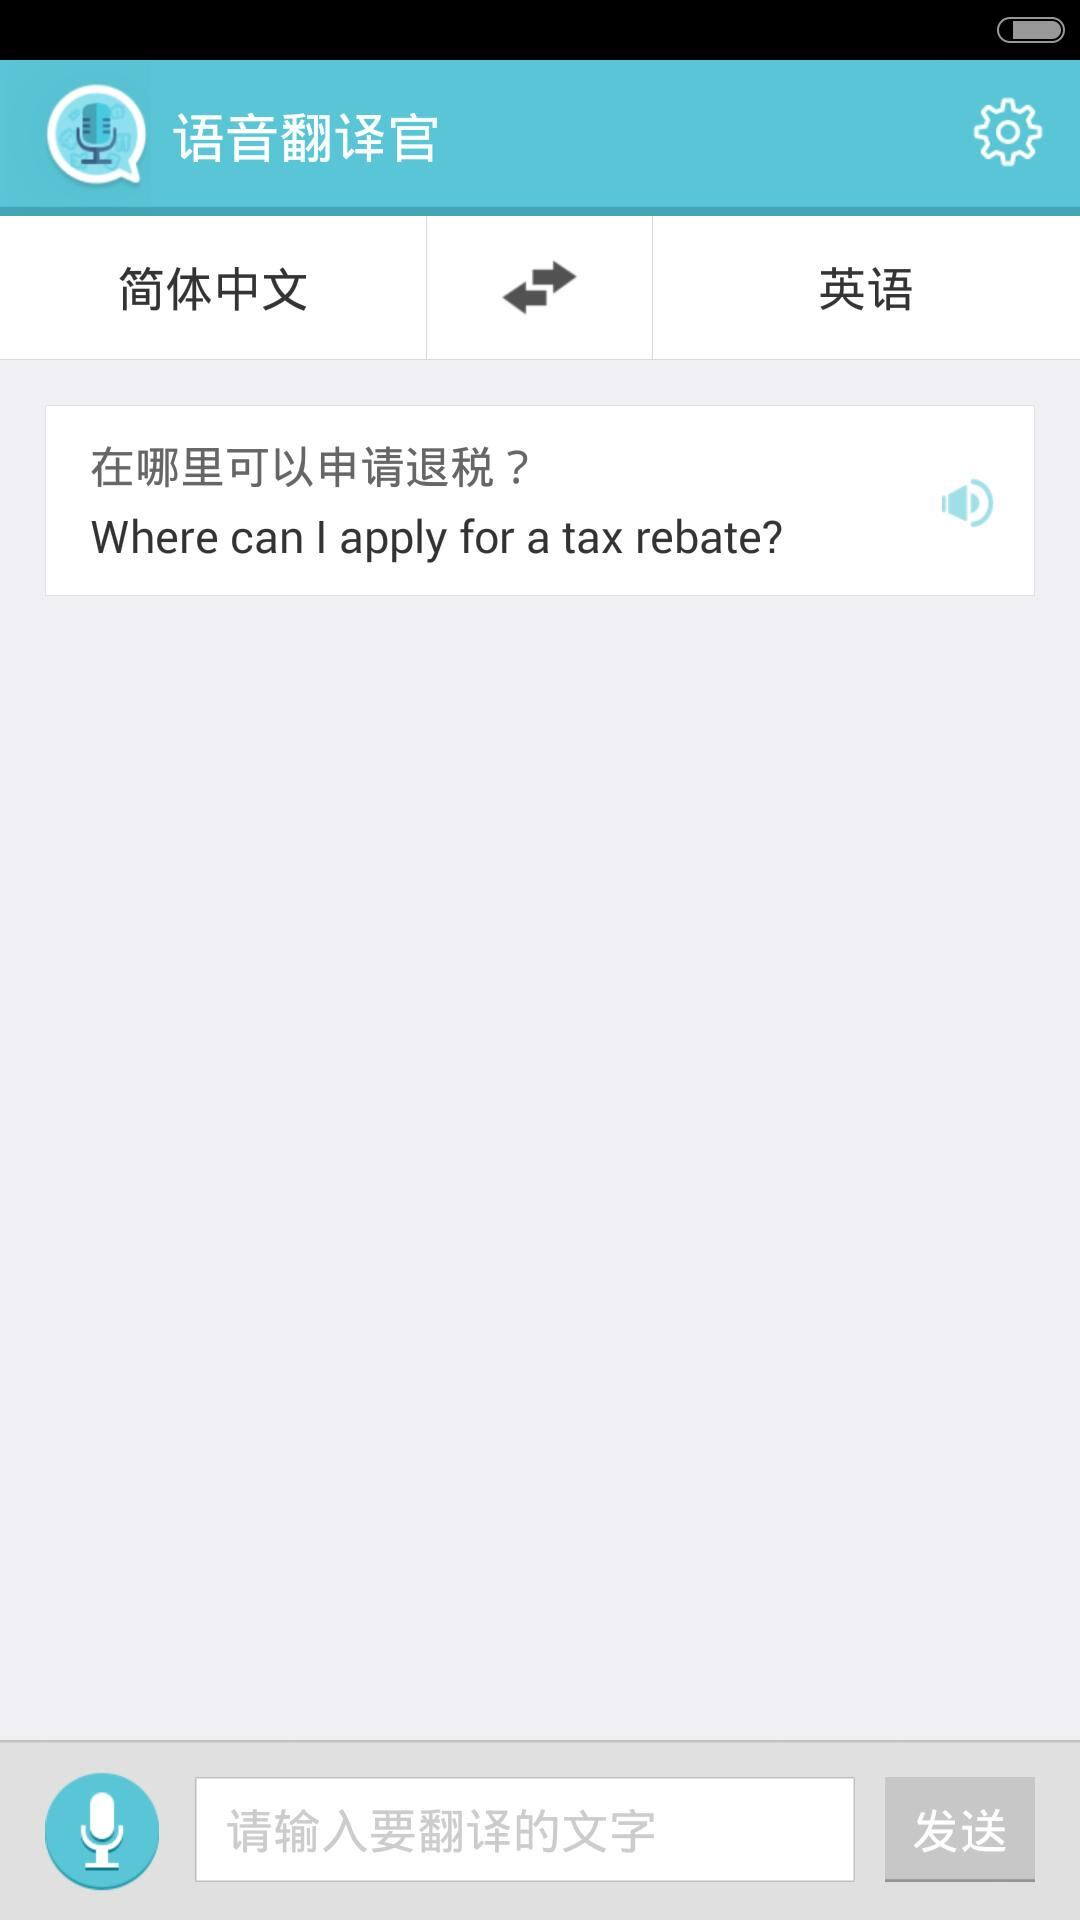 语音翻译官
简体中文
英语
在哪里可以申请退税？
Where can I apply for a tax rebate?
请输入要翻译的文字
发送